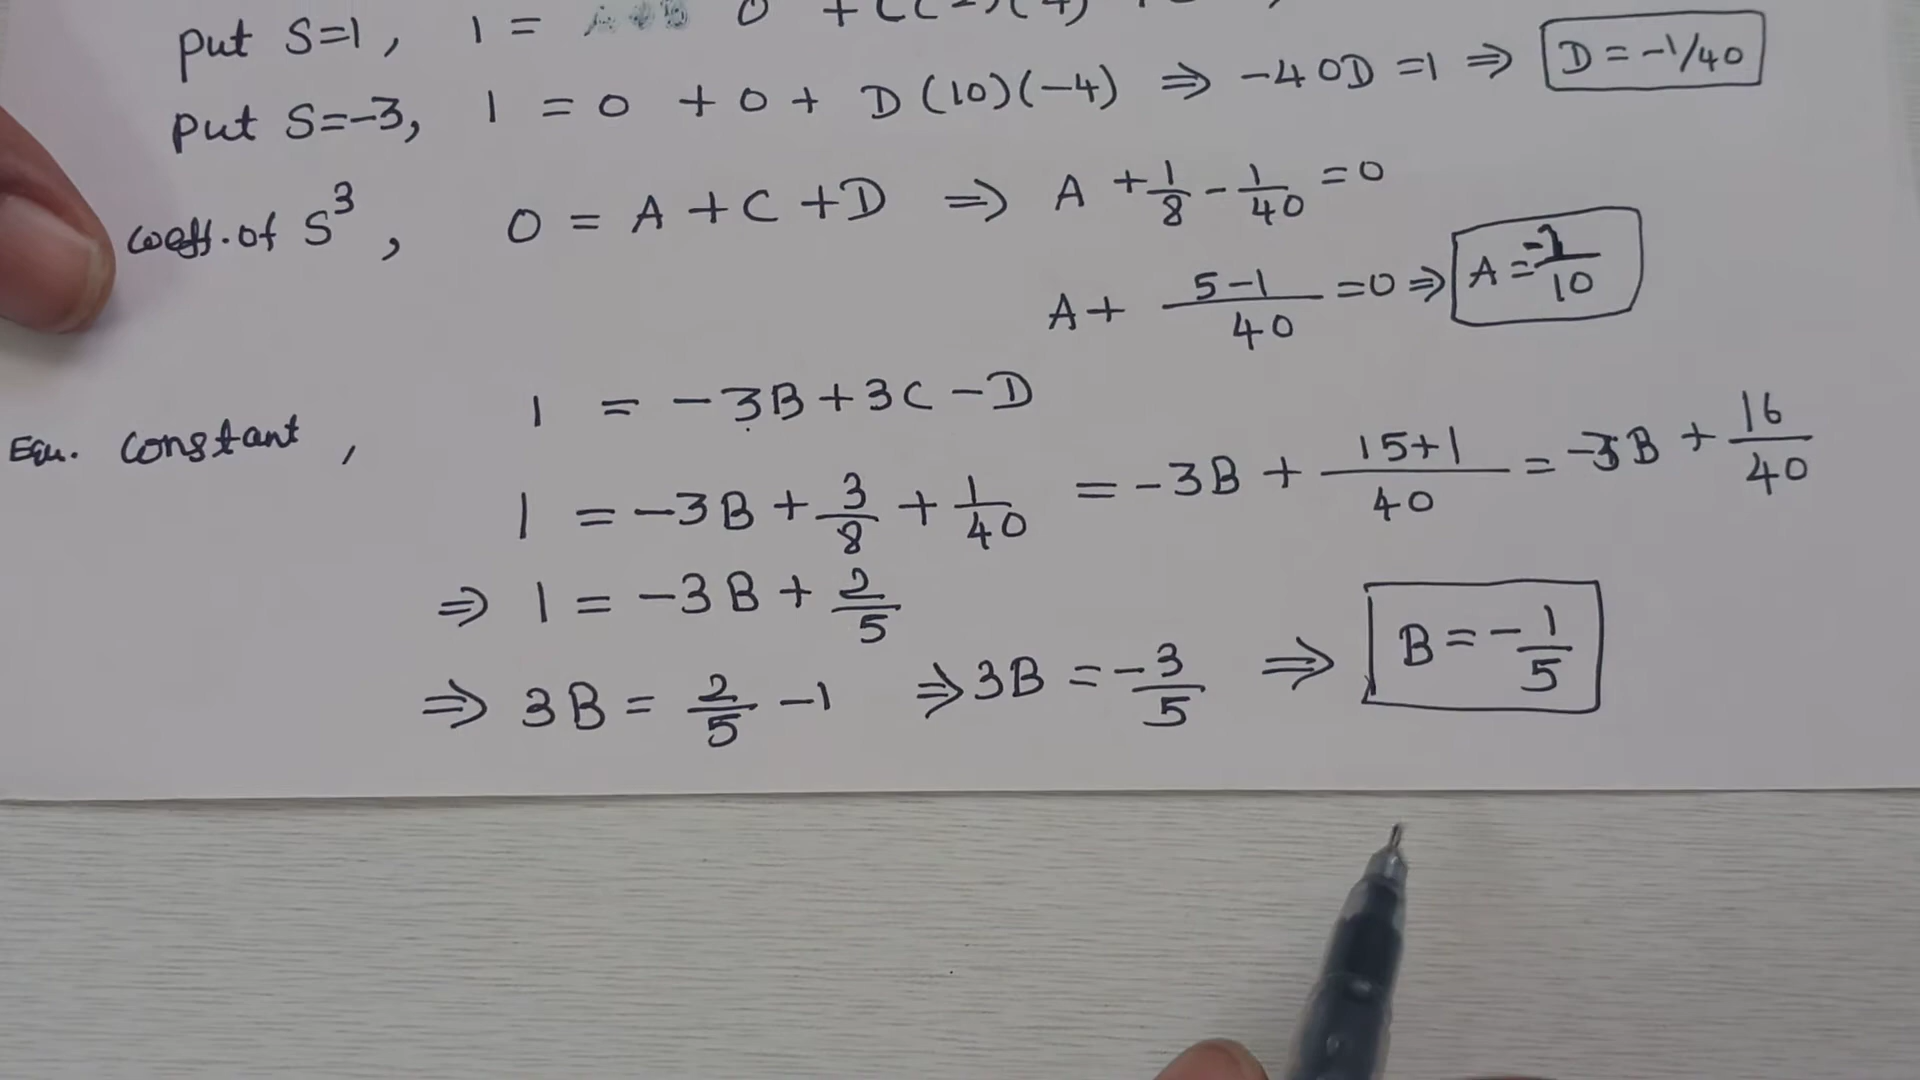 put S=1, 1 = 0 +
put S=-3, 1 = 0 + 0 + D(10)(-4) ⇒ -40D =1 ⇒ D = -1/40
coeff. of S³, 0 = A + C + D ⇒ A + 1/8 - 1/40 = 0
A + (5-1)/40 = 0 ⇒ A = -1/10
Equ. constant, 1 = -3B + 3C - D
1 = -3B + 3/8 + 1/40 = -3B + (15+1)/40 = -3B + 16/40
⇒ 1 = -3B + 2/5
⇒ 3B = 2/5 - 1 ⇒ 3B = -3/5 ⇒ B = -1/5